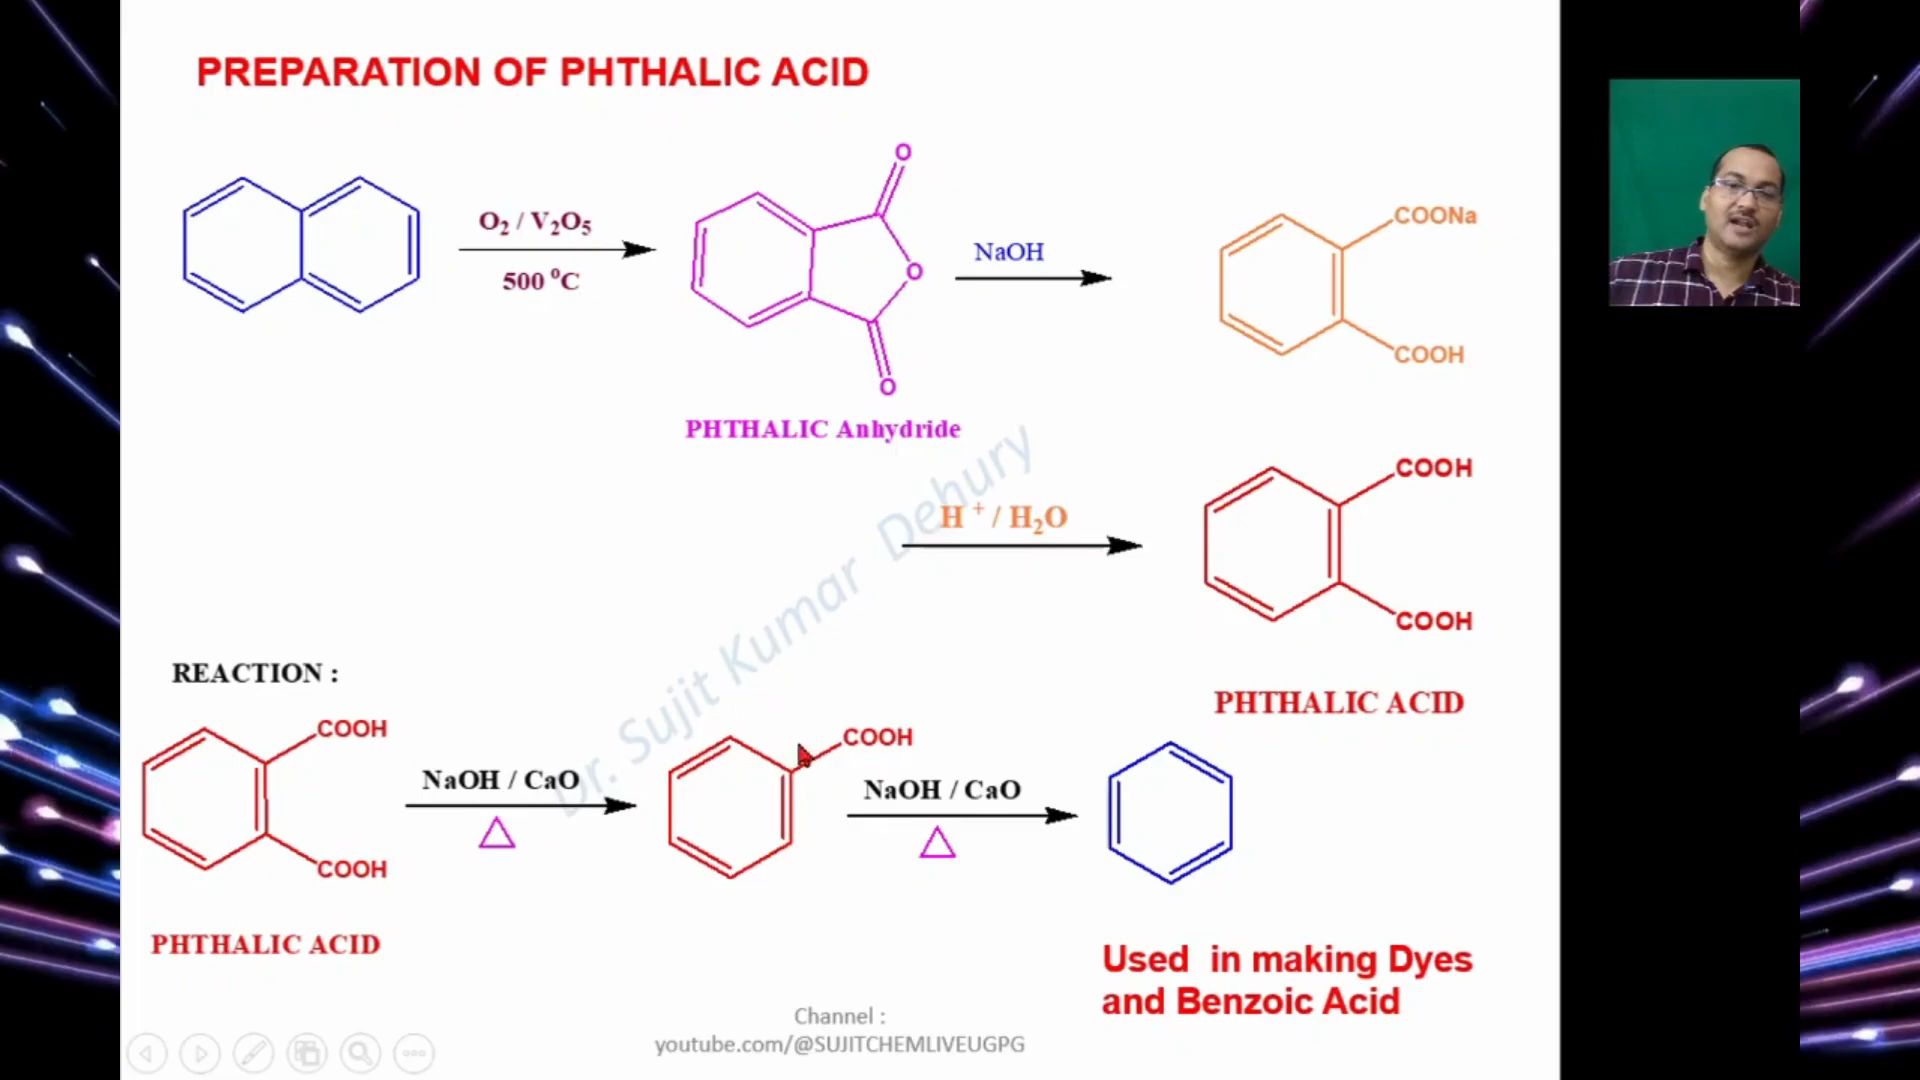 PREPARATION OF PHTHALIC ACID
O
O₂ / V₂O₅
500 ⁰C
O
O
PHTHALIC Anhydride
NaOH
COONa
COOH
H ⁺ / H₂O
COOH
COOH
PHTHALIC ACID
REACTION :
COOH
COOH
PHTHALIC ACID
NaOH / CaO
△
COOH
NaOH / CaO
△
Used in making Dyes
and Benzoic Acid
Dr. Sujit Kumar Dehury
Channel :
youtube.com/@SUJITCHEMLIVEUGPG